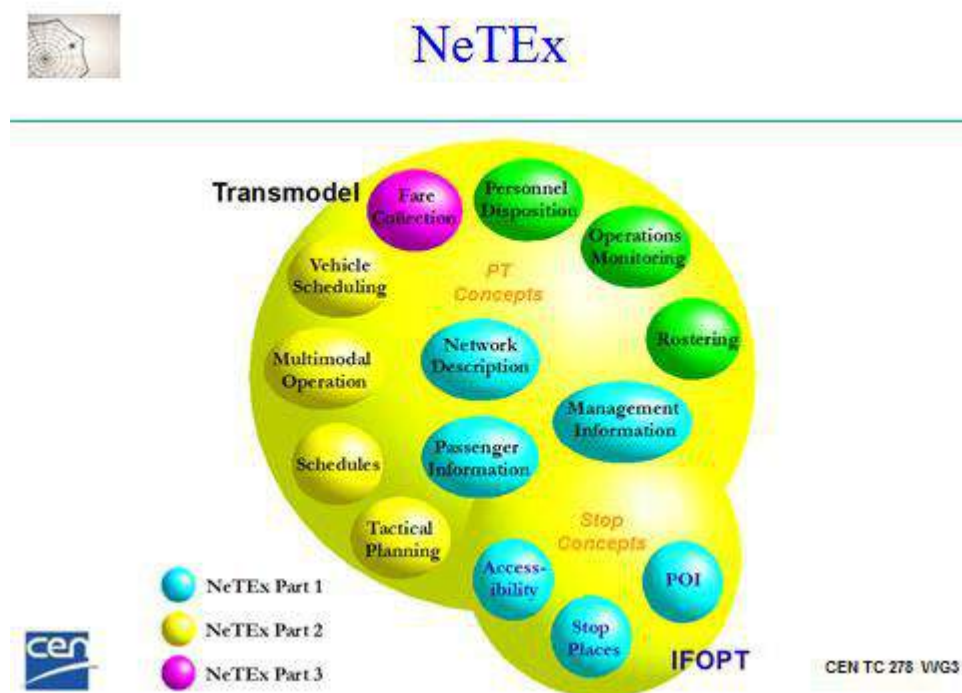 NeTEx
Transmodel
Fare
Collection
Personnel
Disposition
Operations
Monitoring
Vehicle
Scheduling
PT
Concepts
Rostering
Network
Description
Multimodal
Operation
Management
Information
Passenger
Information
Schedules
Tactical
Planning
Stop
Concepts
Access-
ibility
POI
Stop
Places
IFOPT
NeTEx Part 1
NeTEx Part 2
NeTEx Part 3
cen
CEN TC 278 WG3